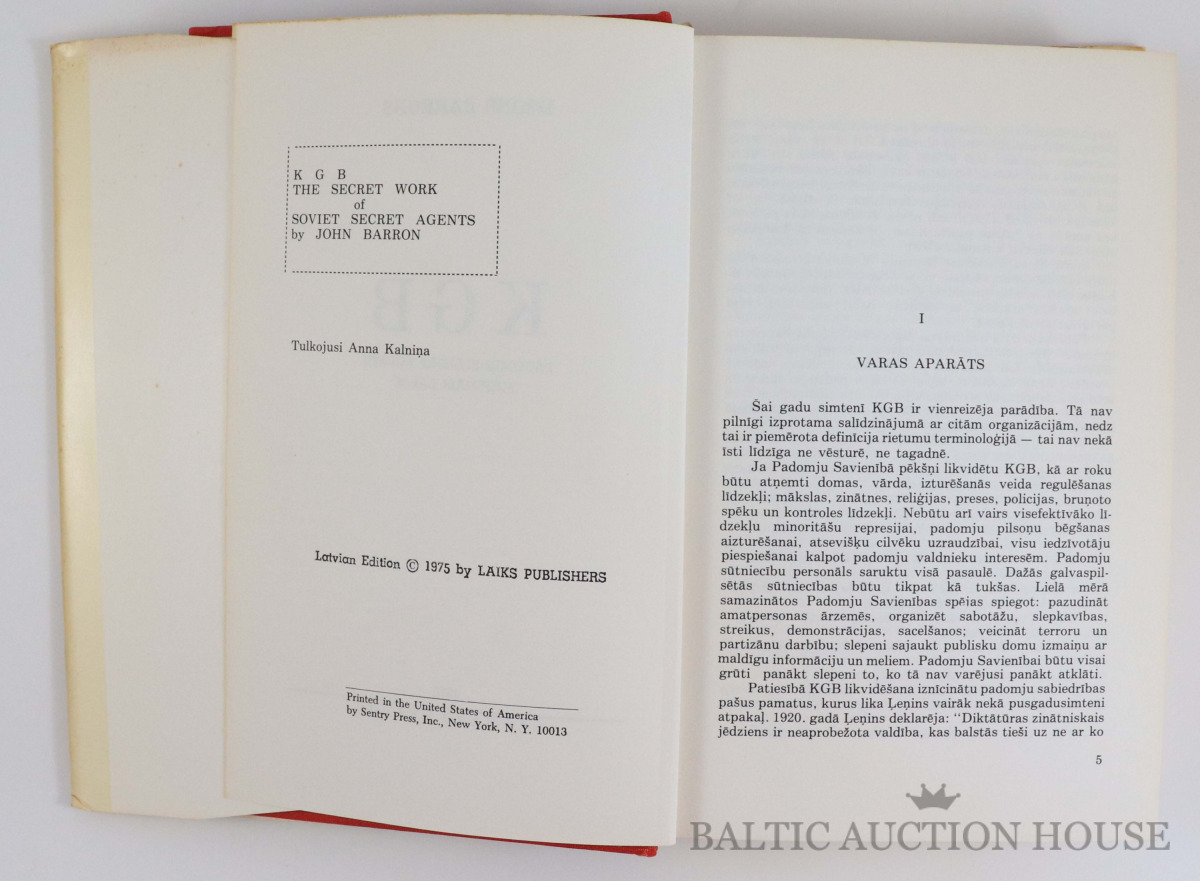 K G B
THE SECRET WORK
of
SOVIET SECRET AGENTS
by JOHN BARRON
Tulkojusi Anna Kalniņa
Latvian Edition © 1975 by LAIKS PUBLISHERS
Printed in the United States of America
by Sentry Press, Inc., New York, N. Y. 10013
I
VARAS APARĀTS
Šai gadu simtenī KGB ir vienreizēja parādība. Tā nav
pilnīgi izprotama salīdzinājumā ar citām organizācijām, nedz
tai ir piemērota definīcija rietumu terminoloģijā — tai nav nekā
īsti līdzīga ne vēsturē, ne tagadnē.
Ja Padomju Savienībā pēkšņi likvidētu KGB, kā ar roku
būtu atņemti domas, vārda, izturēšanās veida regulēšanas
līdzekļi; mākslas, zinātnes, reliģijas, preses, policijas, bruņoto
spēku un kontroles līdzekļi. Nebūtu arī vairs visefektīvāko lī-
dzekļu minoritāšu represijai, padomju pilsoņu bēgšanas
aizturēšanai, atsevišķu cilvēku uzraudzībai, visu iedzīvotāju
piespiešanai kalpot padomju valdnieku interesēm. Padomju
sūtniecību personāls saruktu visā pasaulē. Dažās galvaspil-
sētās sūtniecības būtu tikpat kā tukšas. Lielā mērā
samazinātos Padomju Savienības spējas spiegot: pazudināt
amatpersonas ārzemēs, organizēt sabotāžu, slepkavības,
streikus, demonstrācijas, sacelšanos; veicināt terroru un
partizānu darbību; slepeni sajaukt publisku domu izmaiņu ar
maldīgu informāciju un meliem. Padomju Savienībai būtu visai
grūti panākt slepeni to, ko tā nav varējusi panākt atklāti.
Patiesībā KGB likvidēšana iznīcinātu padomju sabiedrības
pašus pamatus, kurus lika Ļeņins vairāk nekā pusgadusimteni
atpakaļ. 1920. gadā Ļeņins deklarēja: "Diktātūras zinātniskais
jēdziens ir neaprobežota valdība, kas balstās tieši uz ne ar ko
5
BALTIC AUCTION HOUSE